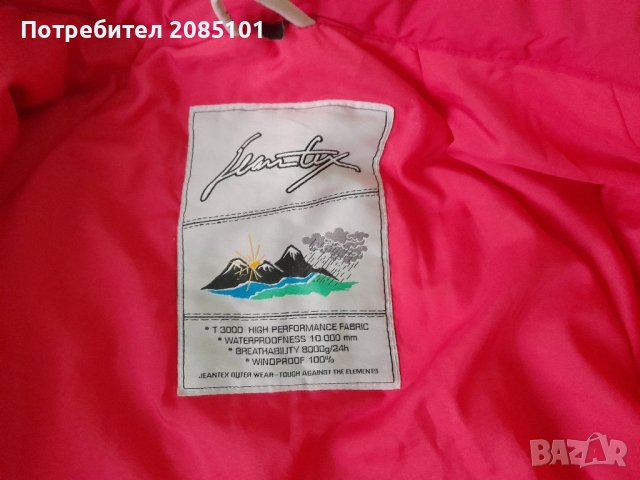 Потребител 2085101
jeantex
* T 3000 HIGH PERFORMANCE FABRIC
* WATERPROOFNESS 10.000 mm
* BREATHABILITY 8000g/24h
* WINDPROOF 100%
JEANTEX OUTER WEAR-TOUGH AGAINST THE ELEMENTS
BAZAR